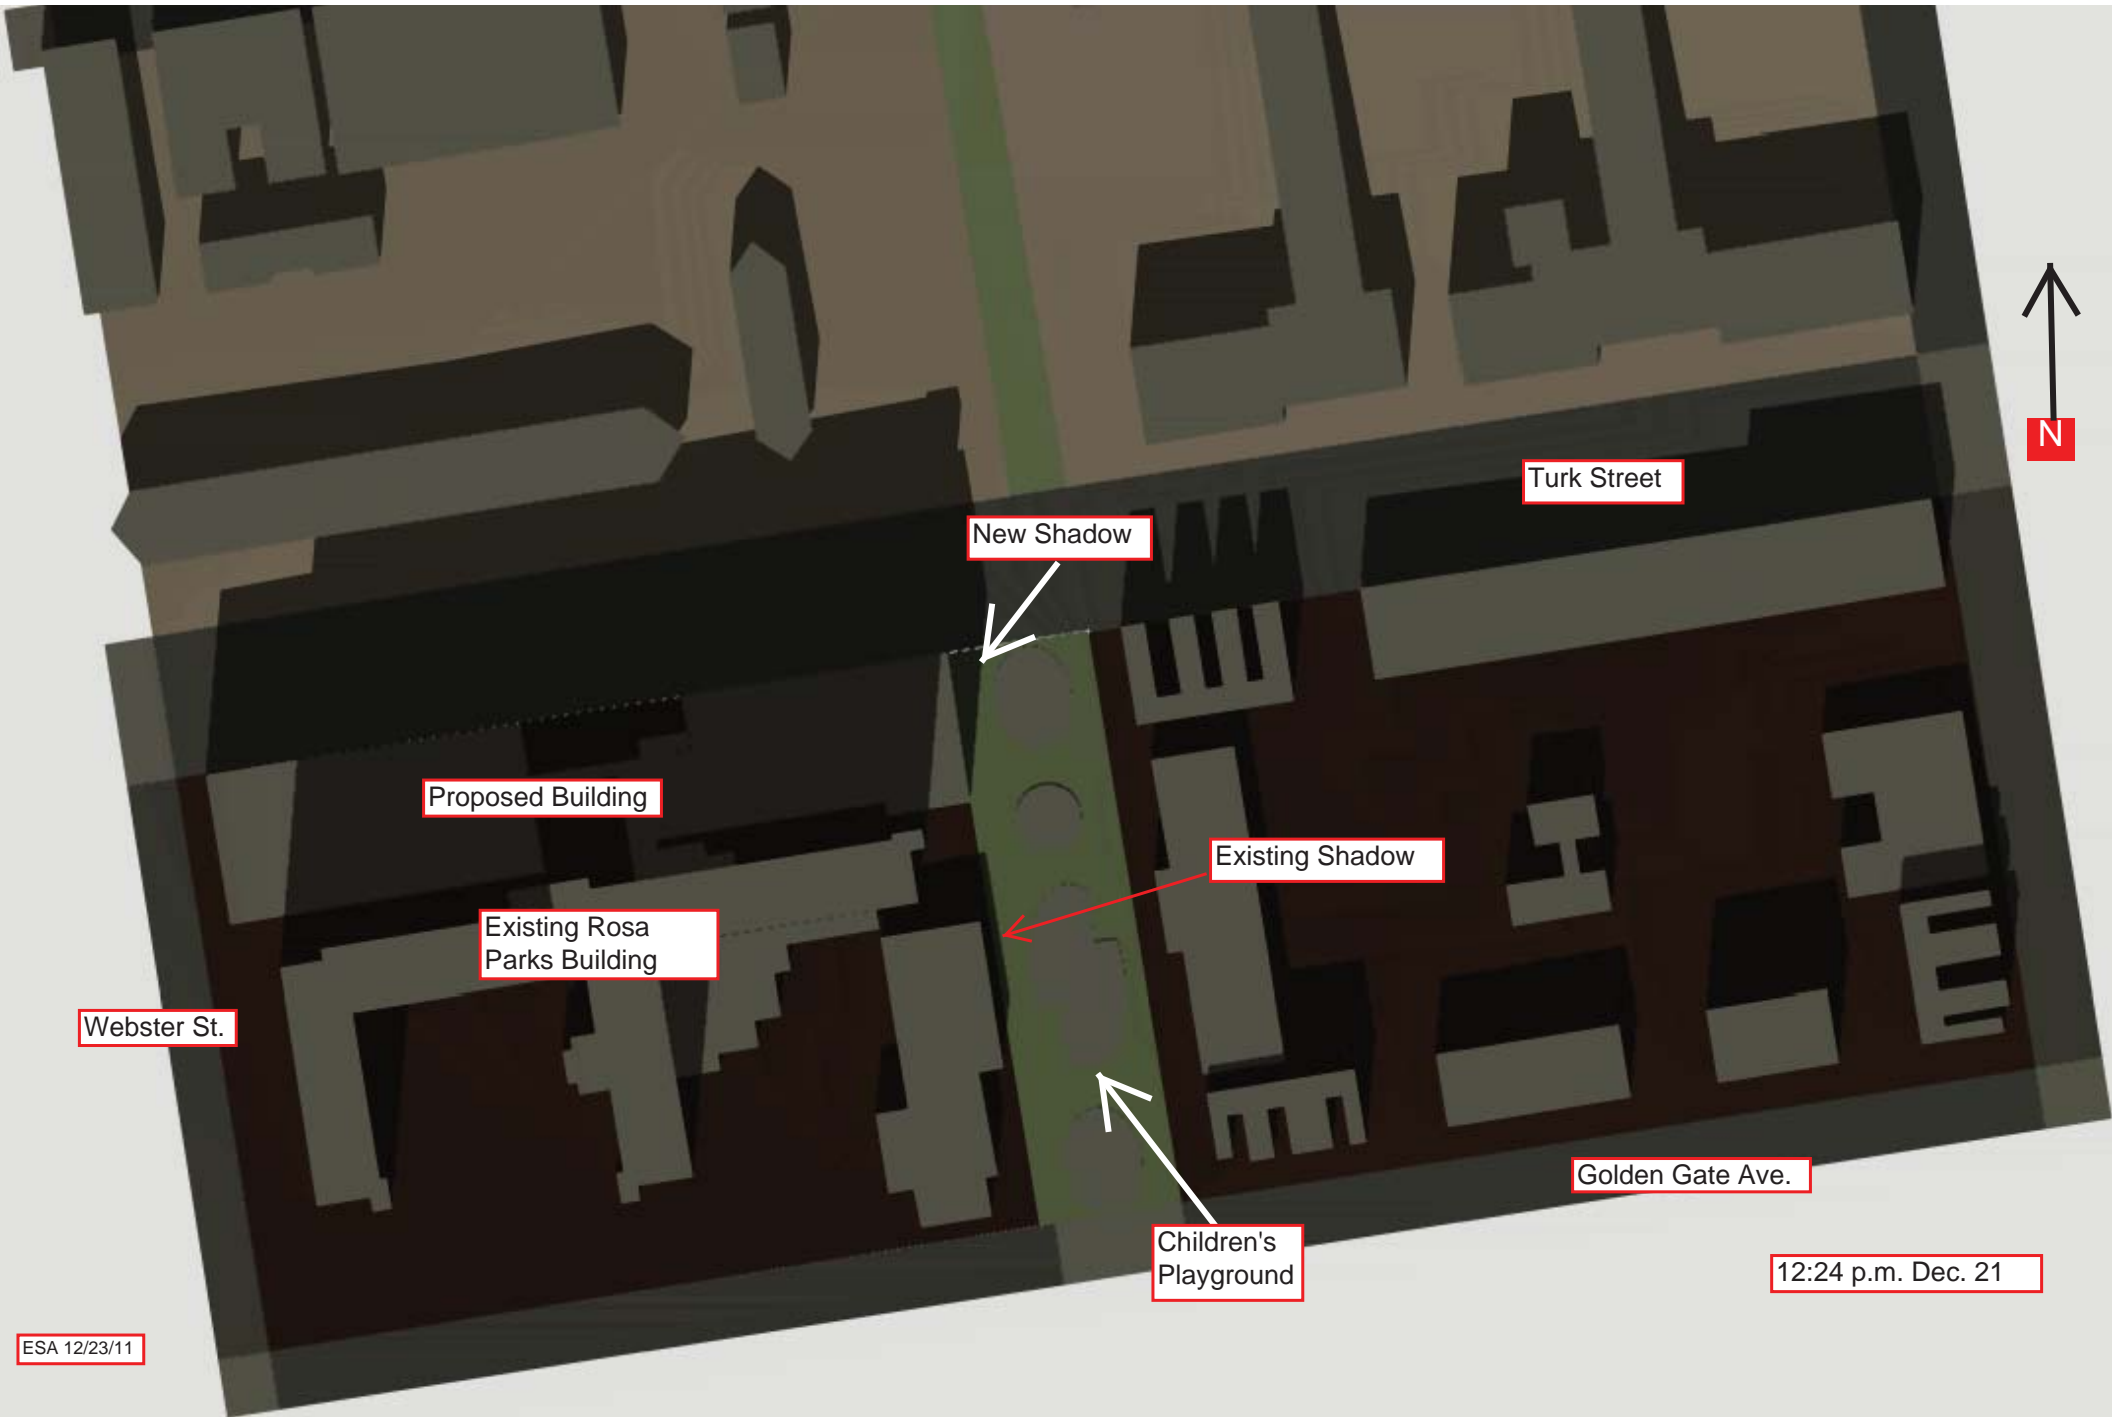 N
Turk Street
New Shadow
Proposed Building
Existing Shadow
Existing Rosa
Parks Building
Webster St.
Golden Gate Ave.
Children's
Playground
12:24 p.m. Dec. 21
ESA 12/23/11